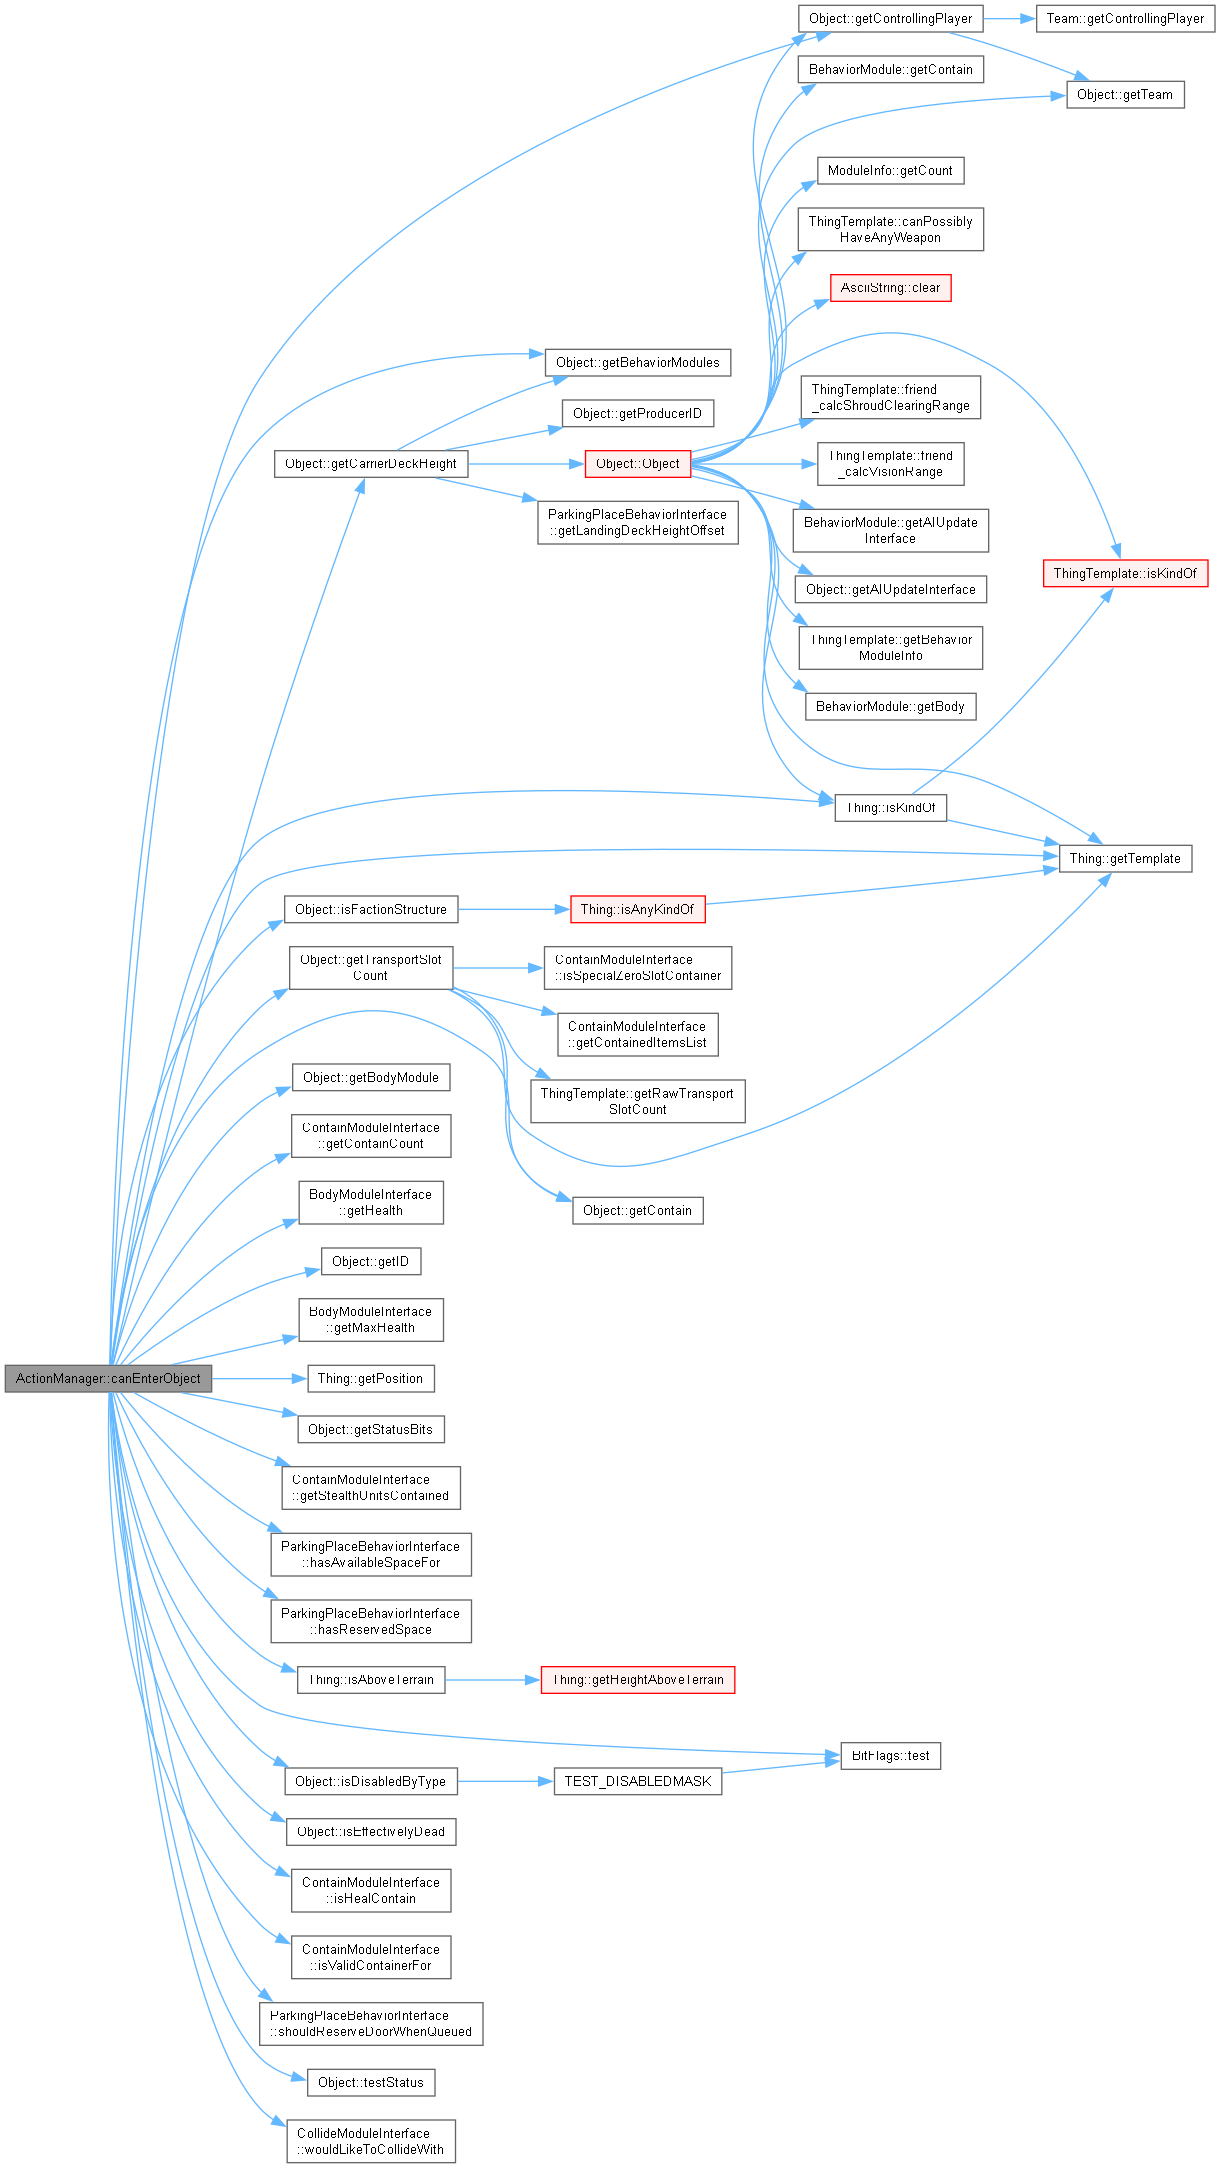 Object::getControllingPlayer
Team::getControllingPlayer
BehaviorModule::getContain
Object::getTeam
ModuleInfo::getCount
ThingTemplate::canPossibly
HaveAnyWeapon
AsciiString::clear
Object::getBehaviorModules
ThingTemplate::friend
_calcShroudClearingRange
Object::getProducerID
Object::getCarrierDeckHeight
Object::Object
ThingTemplate::friend
_calcVisionRange
ParkingPlaceBehaviorInterface
::getLandingDeckHeightOffset
BehaviorModule::getAIUpdate
Interface
ThingTemplate::isKindOf
Object::getAIUpdateInterface
ThingTemplate::getBehavior
ModuleInfo
BehaviorModule::getBody
Thing::isKindOf
Thing::getTemplate
Object::isFactionStructure
Thing::isAnyKindOf
Object::getTransportSlot
Count
ContainModuleInterface
::isSpecialZeroSlotContainer
ContainModuleInterface
::getContainedItemsList
Object::getBodyModule
ThingTemplate::getRawTransport
SlotCount
ContainModuleInterface
::getContainCount
BodyModuleInterface
::getHealth
Object::getContain
Object::getID
BodyModuleInterface
::getMaxHealth
ActionManager::canEnterObject
Thing::getPosition
Object::getStatusBits
ContainModuleInterface
::getStealthUnitsContained
ParkingPlaceBehaviorInterface
::hasAvailableSpaceFor
ParkingPlaceBehaviorInterface
::hasReservedSpace
Thing::isAboveTerrain
Thing::getHeightAboveTerrain
BitFlags::test
Object::isDisabledByType
TEST_DISABLEDMASK
Object::isEffectivelyDead
ContainModuleInterface
::isHealContain
ContainModuleInterface
::isValidContainerFor
ParkingPlaceBehaviorInterface
::shouldReserveDoorWhenQueued
Object::testStatus
CollideModuleInterface
::wouldLikeToCollideWith